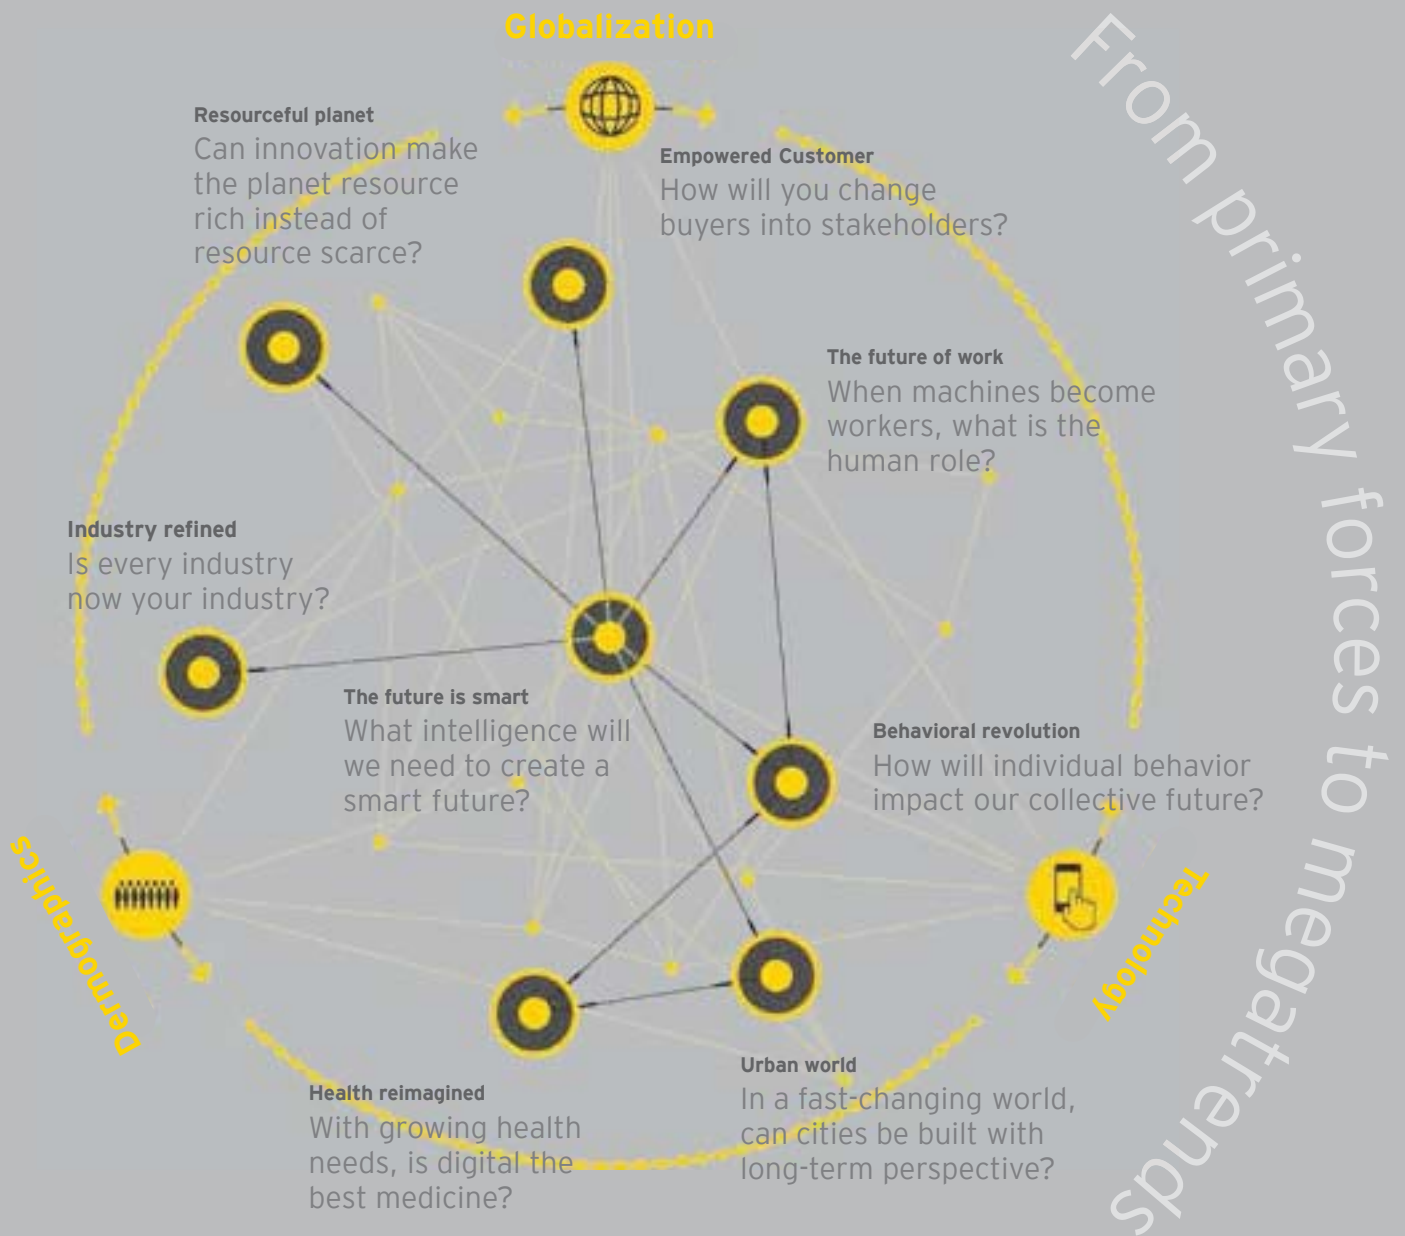 Globalization
Resourceful planet
Can innovation make
the planet resource
rich instead of
resource scarce?
Empowered Customer
How will you change
buyers into stakeholders?
The future of work
When machines become
workers, what is the
human role?
Industry refined
Is every industry
now your industry?
The future is smart
What intelligence will
we need to create a
smart future?
Behavioral revolution
How will individual behavior
impact our collective future?
Dermographics
Technology
Health reimagined
With growing health
needs, is digital the
best medicine?
Urban world
In a fast-changing world,
can cities be built with
long-term perspective?
From primary forces to megatrends